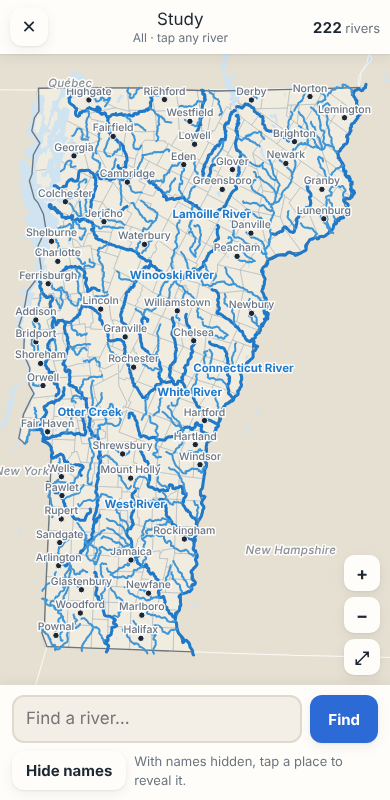 Study
All · tap any river
222 rivers
Québec
Highgate
Richford
Derby
Norton
Lemington
Westfield
Fairfield
Lowell
Brighton
Georgia
Eden
Glover
Newark
Cambridge
Greensboro
Granby
Colchester
Jericho
Lamoille River
Lunenburg
Danville
Shelburne
Waterbury
Charlotte
Peacham
Ferrisburgh
Winooski River
Lincoln
Williamstown
Newbury
Addison
Granville
Chelsea
Bridport
Shoreham
Rochester
Connecticut River
Orwell
White River
Otter Creek
Hartford
Fair Haven
Hartland
Shrewsbury
Windsor
New York
Wells
Mount Holly
Pawlet
West River
Rupert
Sandgate
Rockingham
Arlington
Jamaica
New Hampshire
Glastenbury
Newfane
Woodford
Marlboro
Pownal
Halifax
+
−
Find a river...
Find
Hide names
With names hidden, tap a place to
reveal it.